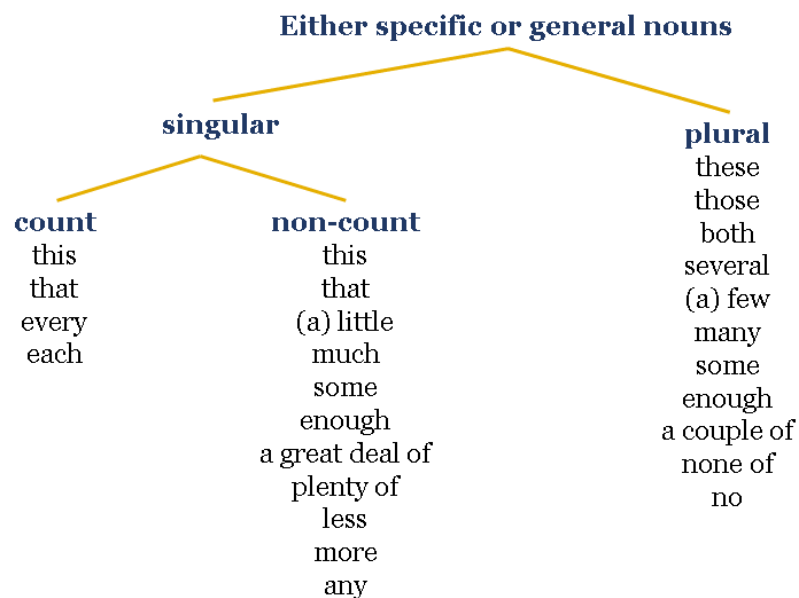 Either specific or general nouns
singular
count
this
that
every
each
non-count
this
that
(a) little
much
some
enough
a great deal of
plenty of
less
more
any
plural
these
those
both
several
(a) few
many
some
enough
a couple of
none of
no